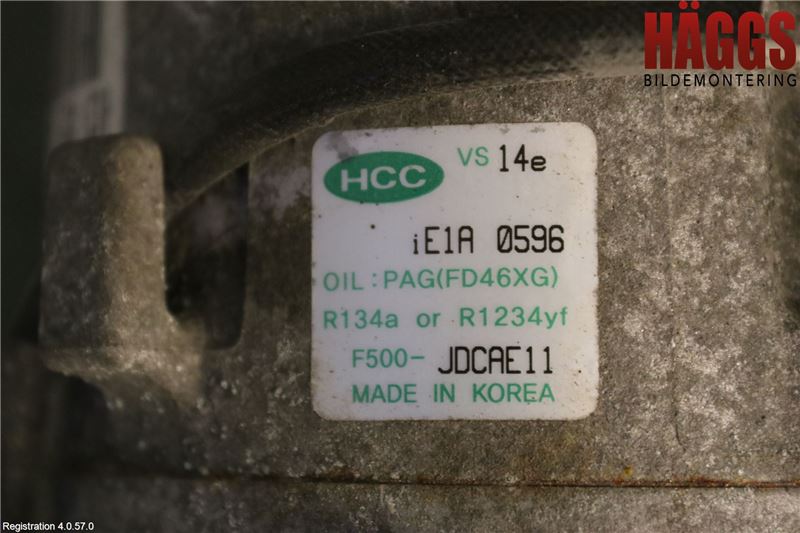 HÄGGS
BILDEMONTERING
HCC
VS 14e
iE1A 0596
OIL : PAG(FD46XG)
R134a or R1234yf
F500- JDCAE11
MADE IN KOREA
Registration 4.0.57.0